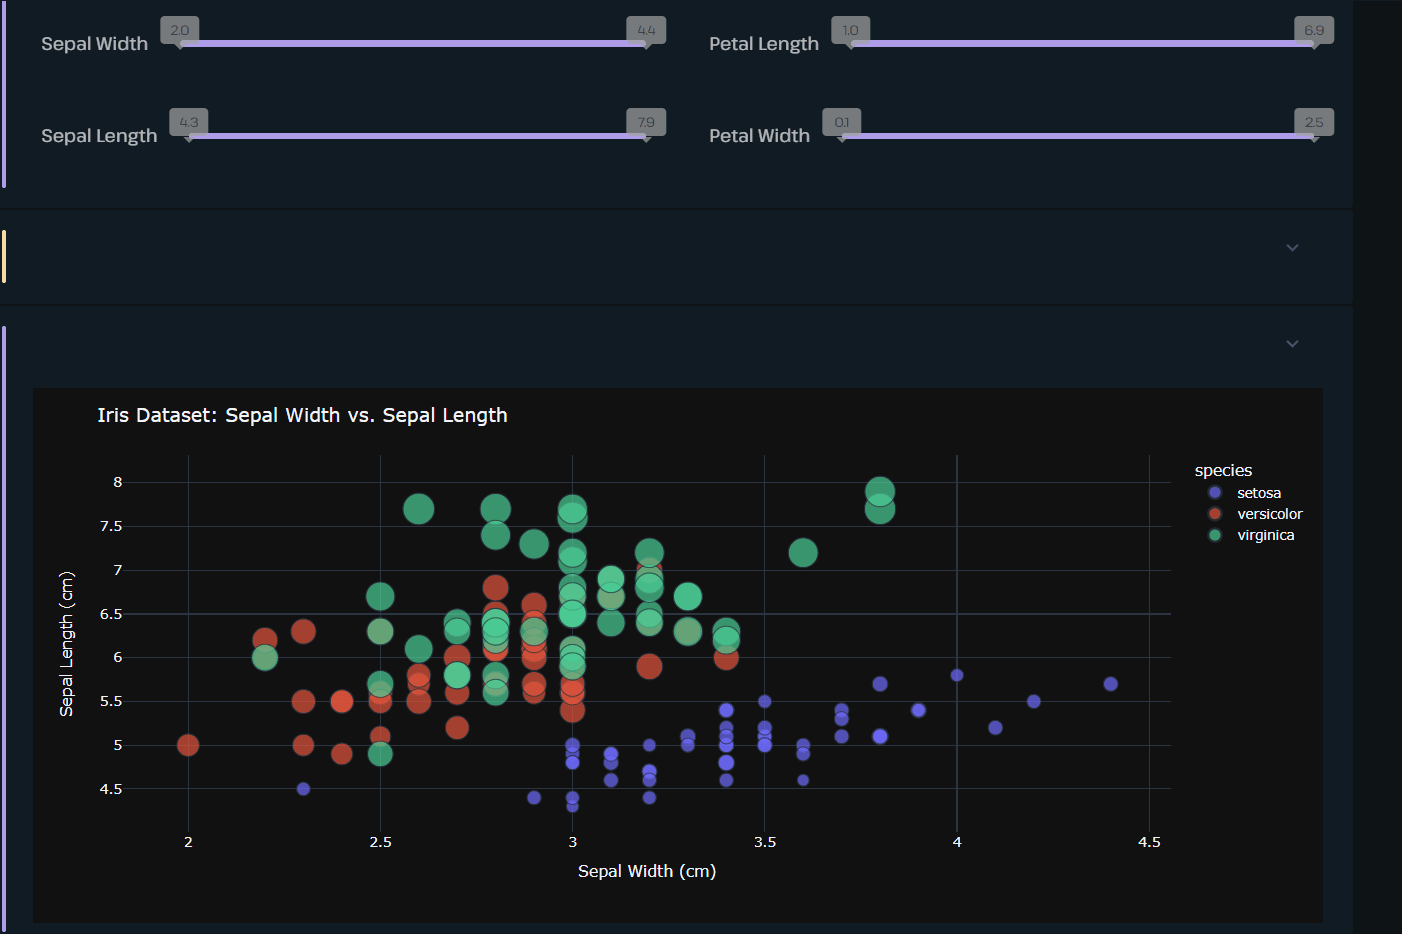 Sepal Width 2.0 4.4
Petal Length 1.0 6.9
Sepal Length 4.3 7.9
Petal Width 0.1 2.5
Iris Dataset: Sepal Width vs. Sepal Length
species
setosa
versicolor
virginica
Sepal Length (cm)
8
7.5
7
6.5
6
5.5
5
4.5
2 2.5 3 3.5 4 4.5
Sepal Width (cm)